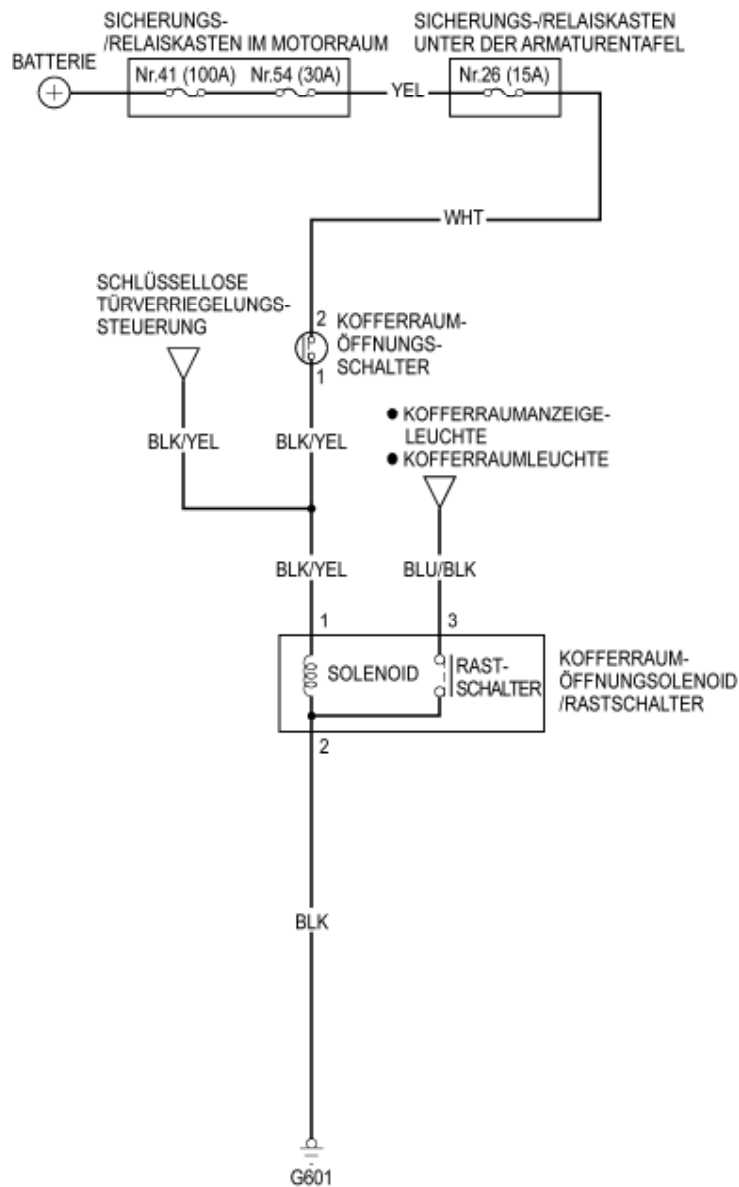 SICHERUNGS-
/RELAISKASTEN IM MOTORRAUM
SICHERUNGS-/RELAISKASTEN
UNTER DER ARMATURENTAFEL
BATTERIE
Nr.41 (100A) Nr.54 (30A)
Nr.26 (15A)
+
YEL
WHT
SCHLÜSSELLOSE
TÜRVERRIEGELUNGS-
STEUERUNG
2
KOFFERRAUM-
ÖFFNUNGS-
SCHALTER
1
● KOFFERRAUMANZEIGE-
LEUCHTE
● KOFFERRAUMLEUCHTE
BLK/YEL
BLK/YEL
BLK/YEL
BLU/BLK
1
3
SOLENOID
RAST-
SCHALTER
KOFFERRAUM-
ÖFFNUNGSOLENOID
/RASTSCHALTER
2
BLK
G601